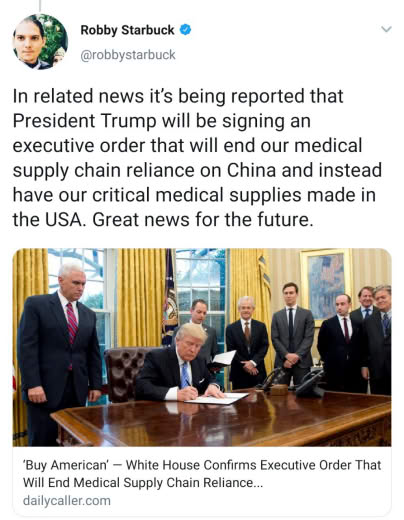 Robby Starbuck
@robbystarbuck
In related news it’s being reported that
President Trump will be signing an
executive order that will end our medical
supply chain reliance on China and instead
have our critical medical supplies made in
the USA. Great news for the future.
‘Buy American’ — White House Confirms Executive Order That
Will End Medical Supply Chain Reliance...
dailycaller.com